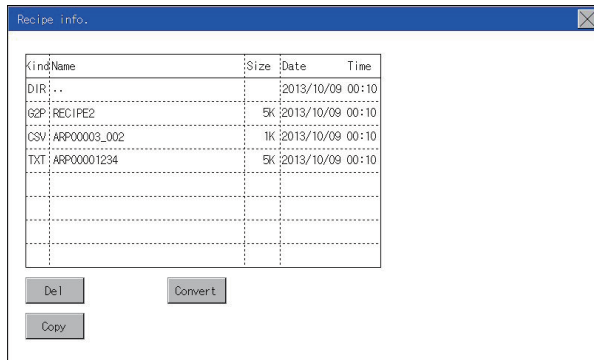 Recipe info.
Kind Name Size Date Time
DIR .. 2013/10/09 00:10
G2P RECIPE2 5K 2013/10/09 00:10
CSV ARP00003_002 1K 2013/10/09 00:10
TXT ARP00001234 5K 2013/10/09 00:10
Del Convert
Copy